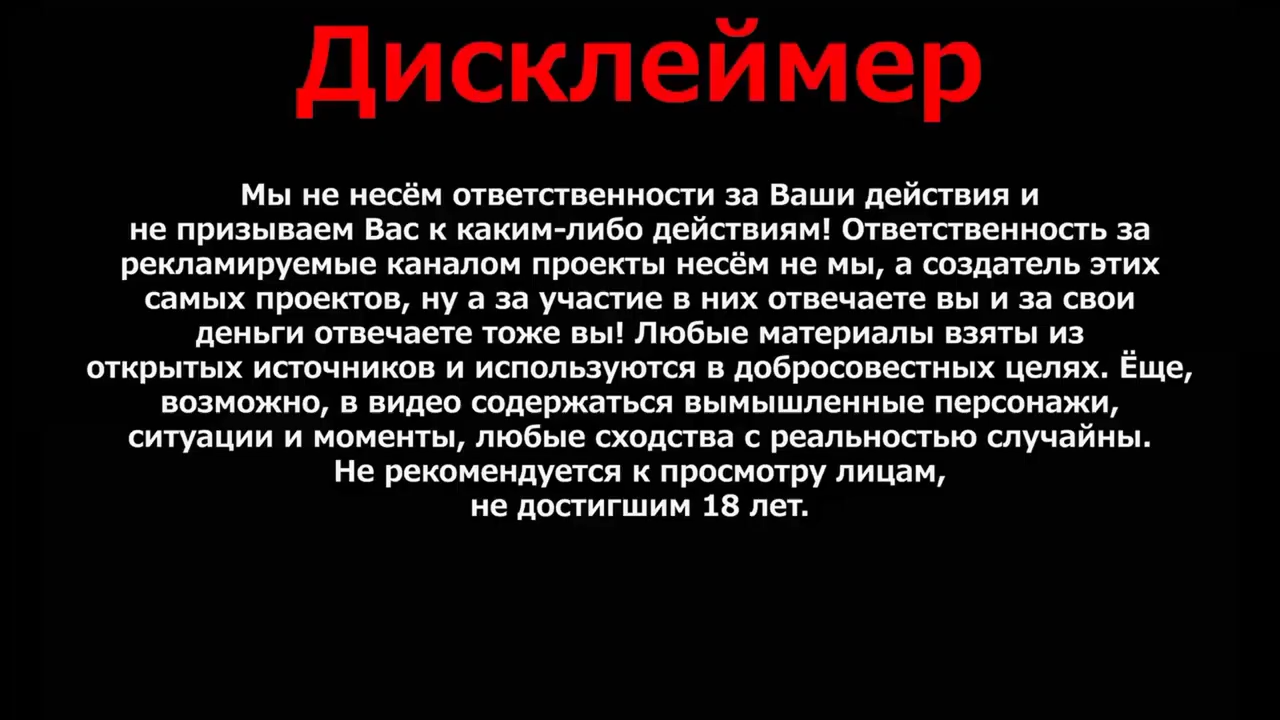 Дисклеймер
Мы не несём ответственности за Ваши действия и
не призываем Вас к каким-либо действиям! Ответственность за
рекламируемые каналом проекты несём не мы, а создатель этих
самых проектов, ну а за участие в них отвечаете вы и за свои
деньги отвечаете тоже вы! Любые материалы взяты из
открытых источников и используются в добросовестных целях. Ёще,
возможно, в видео содержаться вымышленные персонажи,
ситуации и моменты, любые сходства с реальностью случайны.
Не рекомендуется к просмотру лицам,
не достигшим 18 лет.